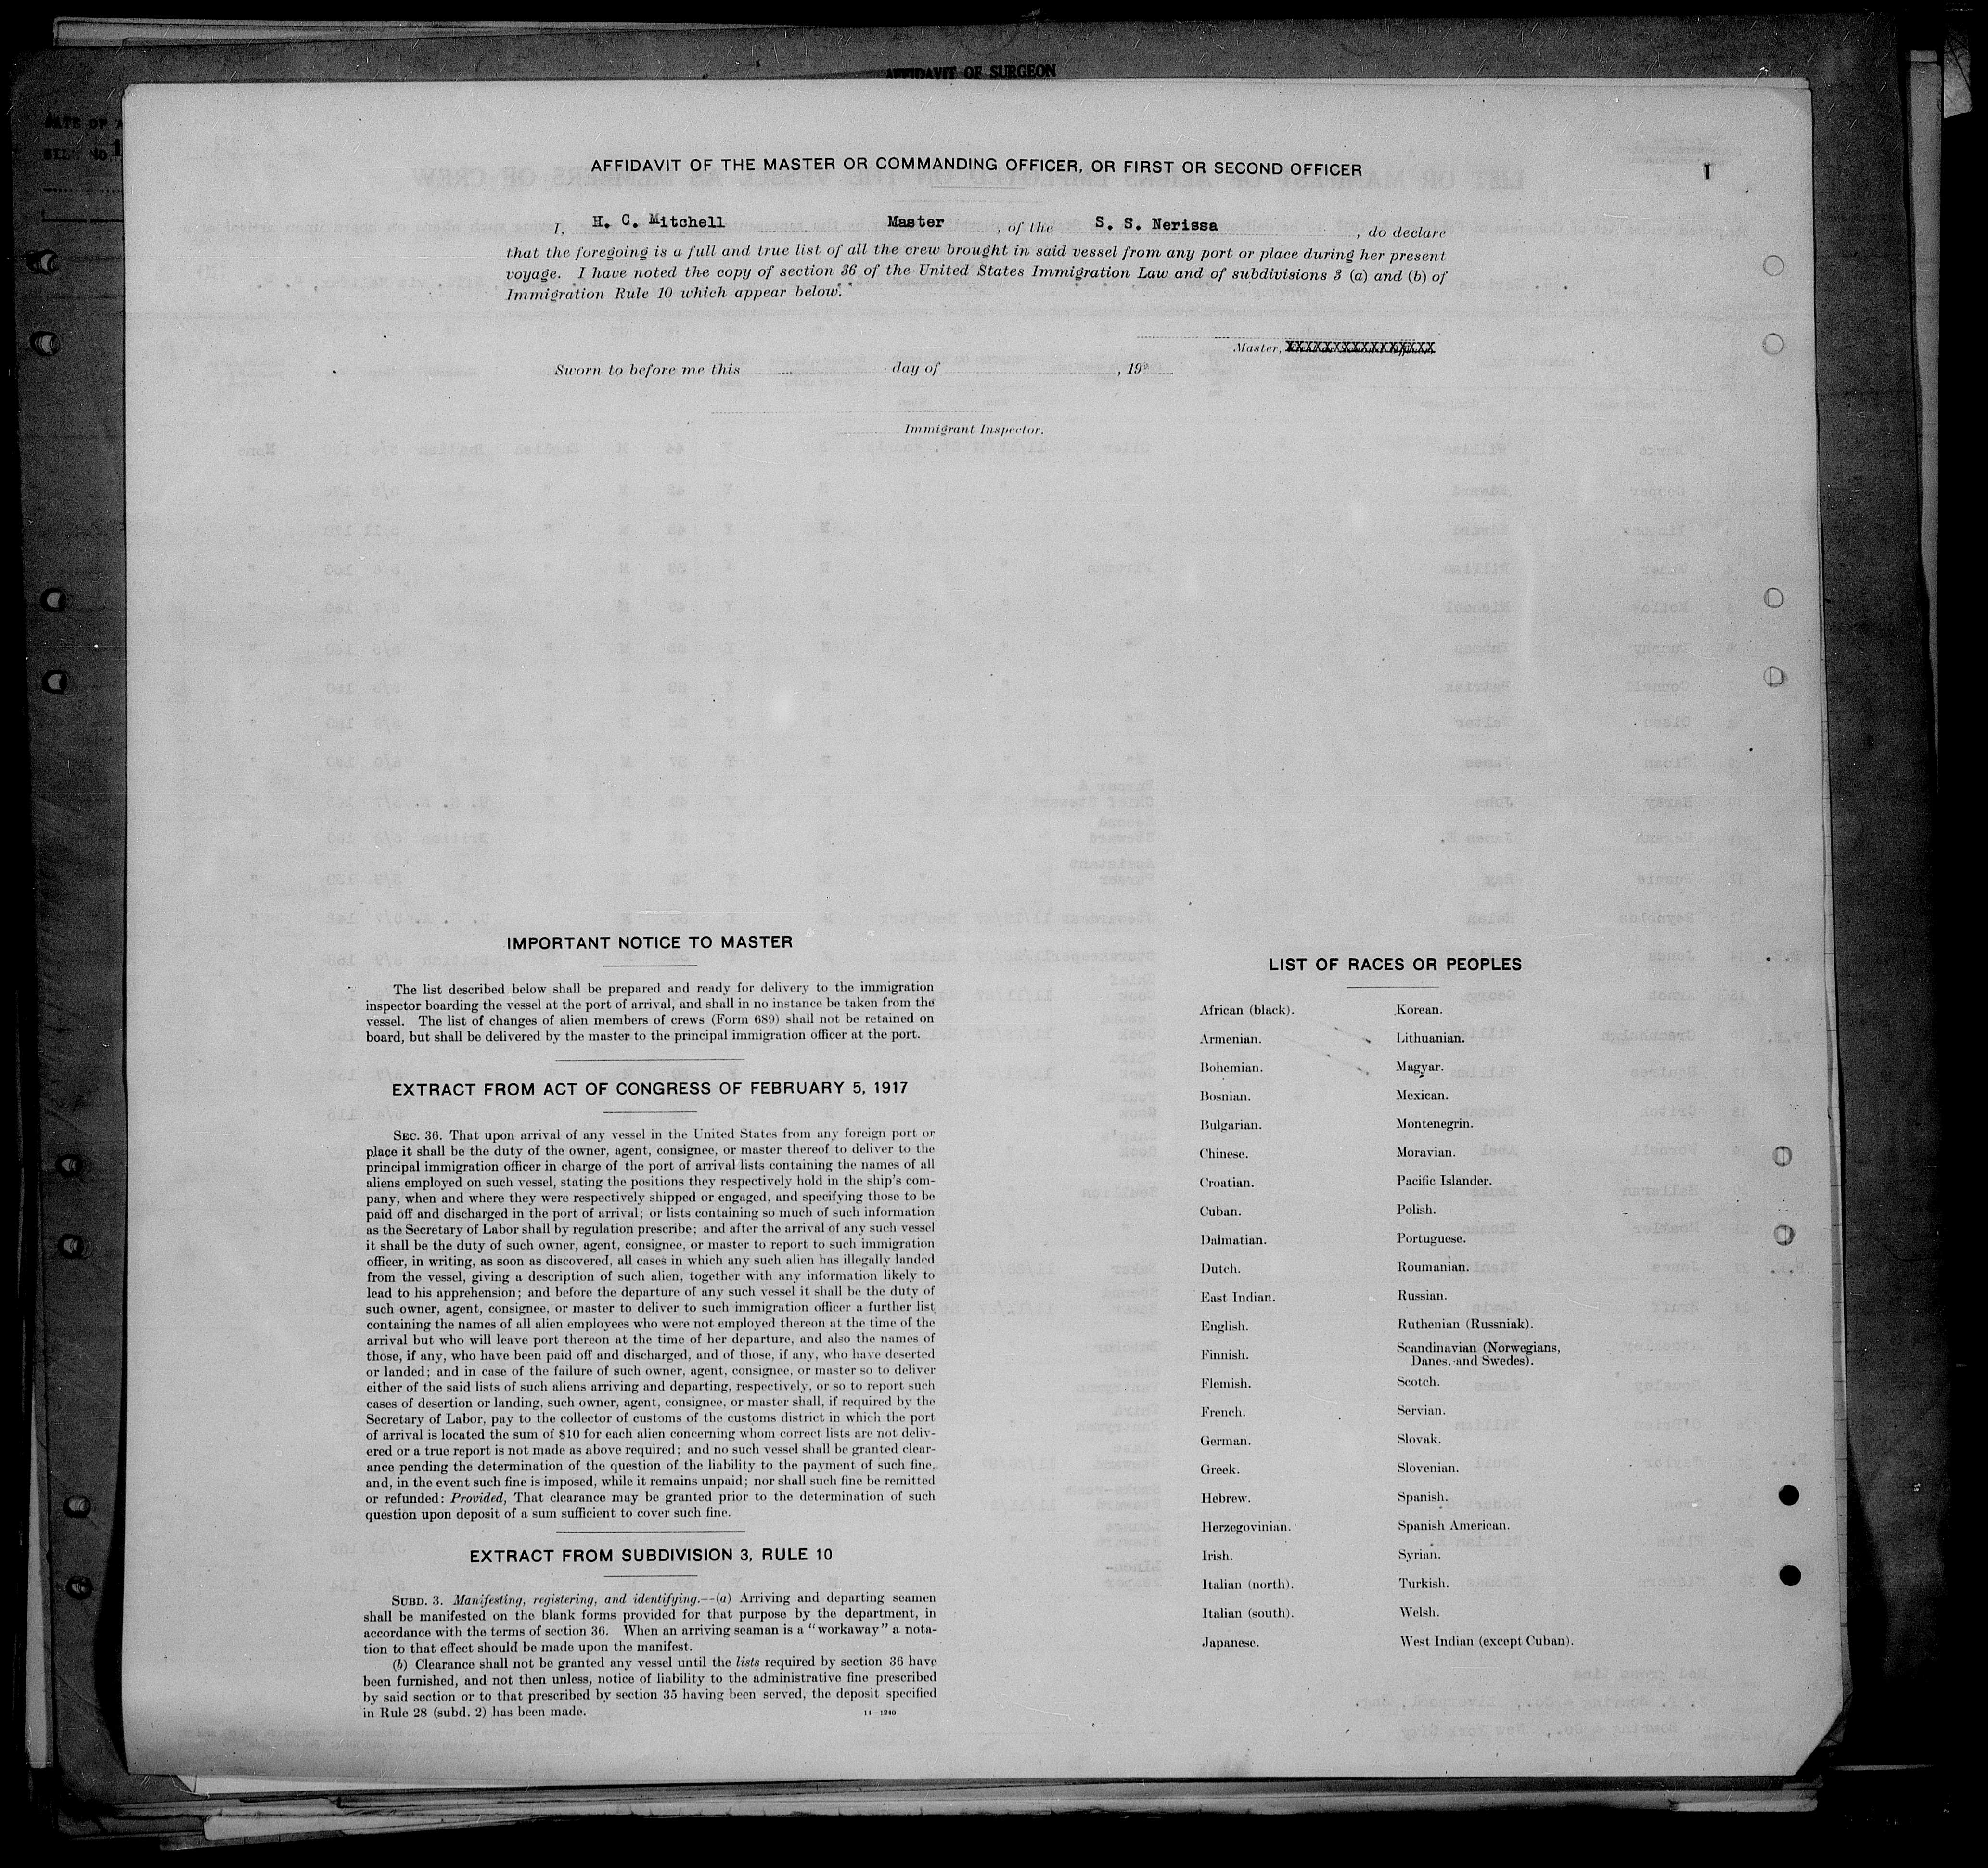 AFFIDAVIT OF SURGEON
DATE OF
BILL NO. 1
AFFIDAVIT OF THE MASTER OR COMMANDING OFFICER, OR FIRST OR SECOND OFFICER
I, H. C. Mitchell Master, of the S. S. Nerissa, do declare
that the foregoing is a full and true list of all the crew brought in said vessel from any port or place during her present
voyage. I have noted the copy of section 36 of the United States Immigration Law and of subdivisions 3 (a) and (b) of
Immigration Rule 10 which appear below.
Master, XXXXXXXXXXXXXXXX
Sworn to before me this day of , 19
Immigrant Inspector.
IMPORTANT NOTICE TO MASTER
The list described below shall be prepared and ready for delivery to the immigration
inspector boarding the vessel at the port of arrival, and shall in no instance be taken from the
vessel. The list of changes of alien members of crews (Form 689) shall not be retained on
board, but shall be delivered by the master to the principal immigration officer at the port.
EXTRACT FROM ACT OF CONGRESS OF FEBRUARY 5, 1917
SEC. 36. That upon arrival of any vessel in the United States from any foreign port or
place it shall be the duty of the owner, agent, consignee, or master thereof to deliver to the
principal immigration officer in charge of the port of arrival lists containing the names of all
aliens employed on such vessel, stating the positions they respectively hold in the ship's com-
pany, when and where they were respectively shipped or engaged, and specifying those to be
paid off and discharged in the port of arrival; or lists containing so much of such information
as the Secretary of Labor shall by regulation prescribe; and after the arrival of any such vessel
it shall be the duty of such owner, agent, consignee, or master to report to such immigration
officer, in writing, as soon as discovered, all cases in which any such alien has illegally landed
from the vessel, giving a description of such alien, together with any information likely to
lead to his apprehension; and before the departure of any such vessel it shall be the duty of
such owner, agent, consignee, or master to deliver to such immigration officer a further list
containing the names of all alien employees who were not employed thereon at the time of the
arrival but who will leave port thereon at the time of her departure, and also the names of
those, if any, who have been paid off and discharged, and of those, if any, who have deserted
or landed; and in case of the failure of such owner, agent, consignee, or master so to deliver
either of the said lists of such aliens arriving and departing, respectively, or so to report such
cases of desertion or landing, such owner, agent, consignee, or master shall, if required by the
Secretary of Labor, pay to the collector of customs of the customs district in which the port
of arrival is located the sum of $10 for each alien concerning whom correct lists are not deliv-
ered or a true report is not made as above required; and no such vessel shall be granted clear-
ance pending the determination of the question of the liability to the payment of such fine,
and, in the event such fine is imposed, while it remains unpaid; nor shall such fine be remitted
or refunded: Provided, That clearance may be granted prior to the determination of such
question upon deposit of a sum sufficient to cover such fine.
EXTRACT FROM SUBDIVISION 3, RULE 10
SUBD. 3. Manifesting, registering, and identifying.--(a) Arriving and departing seamen
shall be manifested on the blank forms provided for that purpose by the department, in
accordance with the terms of section 36. When an arriving seaman is a "workaway" a nota-
tion to that effect should be made upon the manifest.
(b) Clearance shall not be granted any vessel until the lists required by section 36 have
been furnished, and not then unless, notice of liability to the administrative fine prescribed
by said section or to that prescribed by section 35 having been served, the deposit specified
in Rule 28 (subd. 2) has been made.
14-1240
LIST OF RACES OR PEOPLES
African (black).
Armenian.
Bohemian.
Bosnian.
Bulgarian.
Chinese.
Croatian.
Cuban.
Dalmatian.
Dutch.
East Indian.
English.
Finnish.
Flemish.
French.
German.
Greek.
Hebrew.
Herzegovinian.
Irish.
Italian (north).
Italian (south).
Japanese.
Korean.
Lithuanian.
Magyar.
Mexican.
Montenegrin.
Moravian.
Pacific Islander.
Polish.
Portuguese.
Roumanian.
Russian.
Ruthenian (Russniak).
Scandinavian (Norwegians,
Danes, and Swedes).
Scotch.
Servian.
Slovak.
Slovenian.
Spanish.
Spanish American.
Syrian.
Turkish.
Welsh.
West Indian (except Cuban).